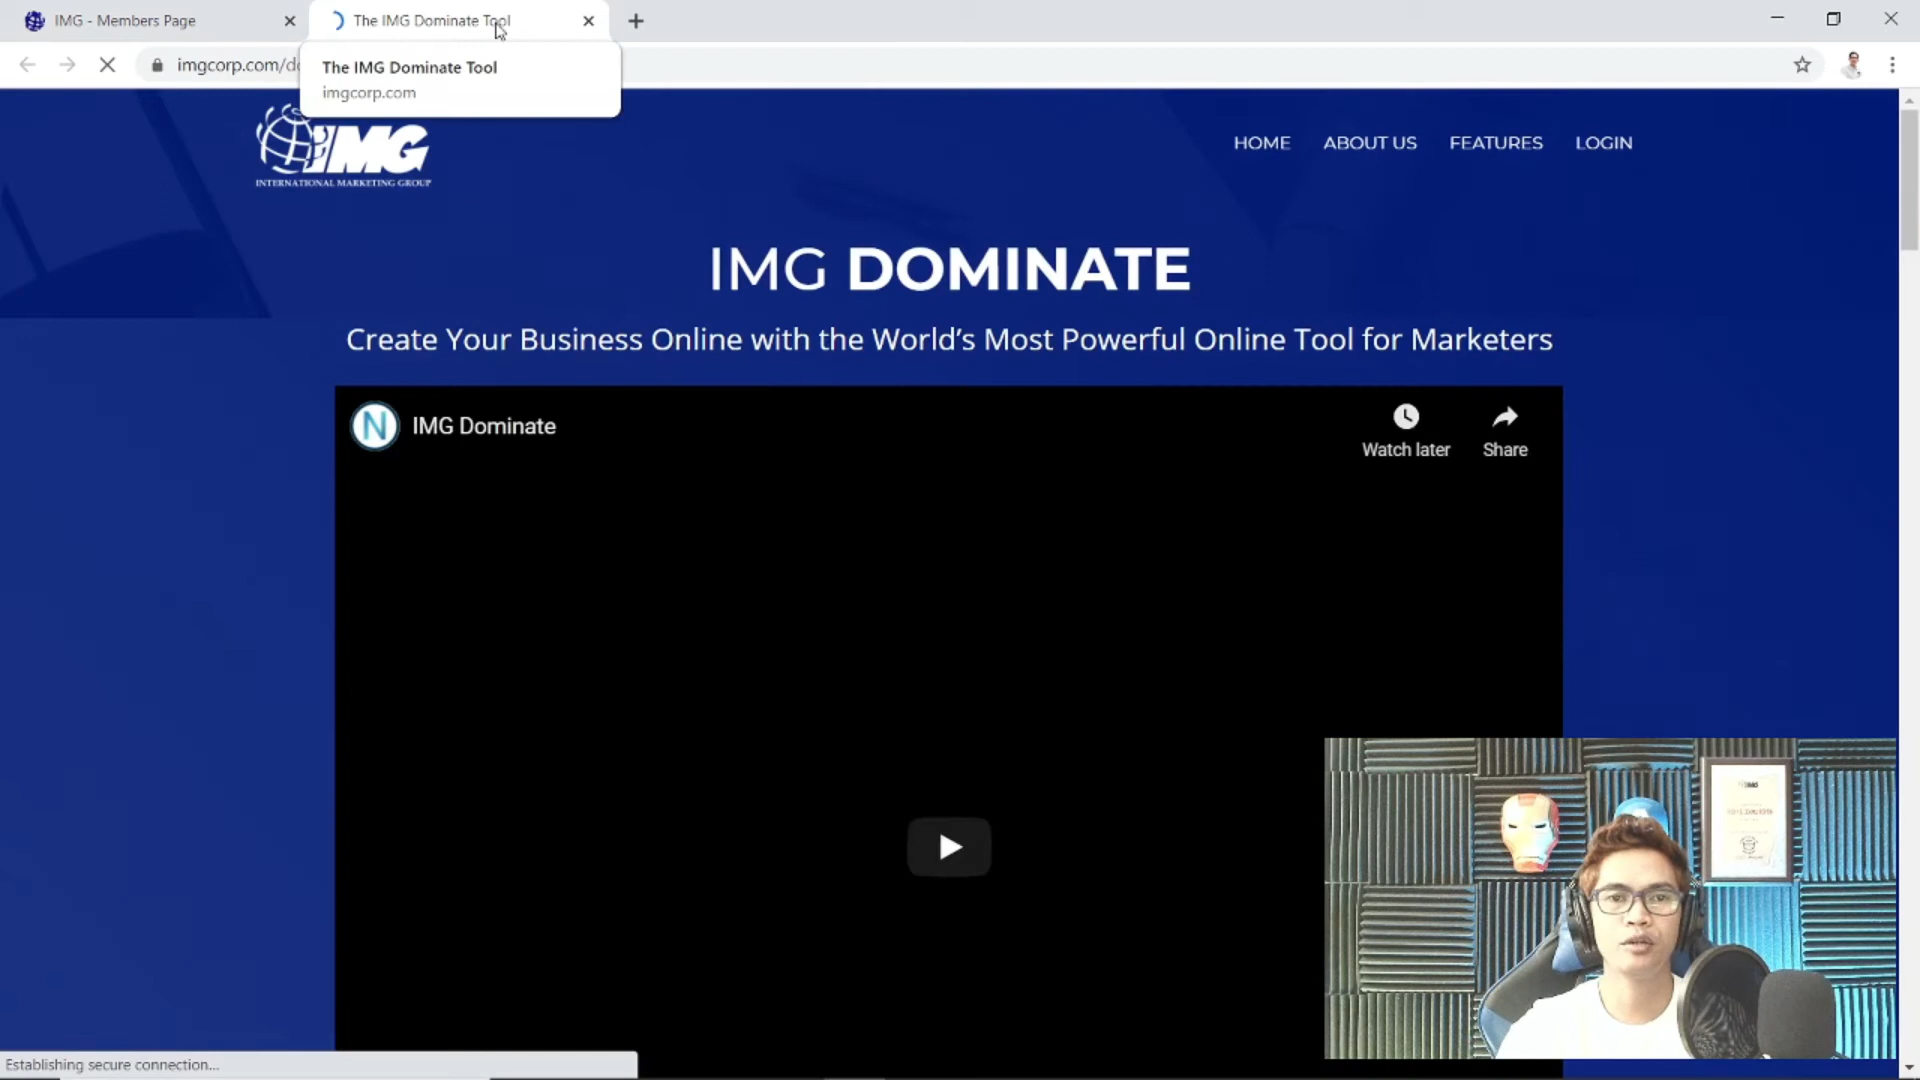 IMG - Members Page
The IMG Dominate Tool
imgcorp.com/do
The IMG Dominate Tool
imgcorp.com
IMG
INTERNATIONAL MARKETING GROUP
HOME
ABOUT US
FEATURES
LOGIN
IMG DOMINATE
Create Your Business Online with the World's Most Powerful Online Tool for Marketers
N
IMG Dominate
Watch later
Share
Establishing secure connection...